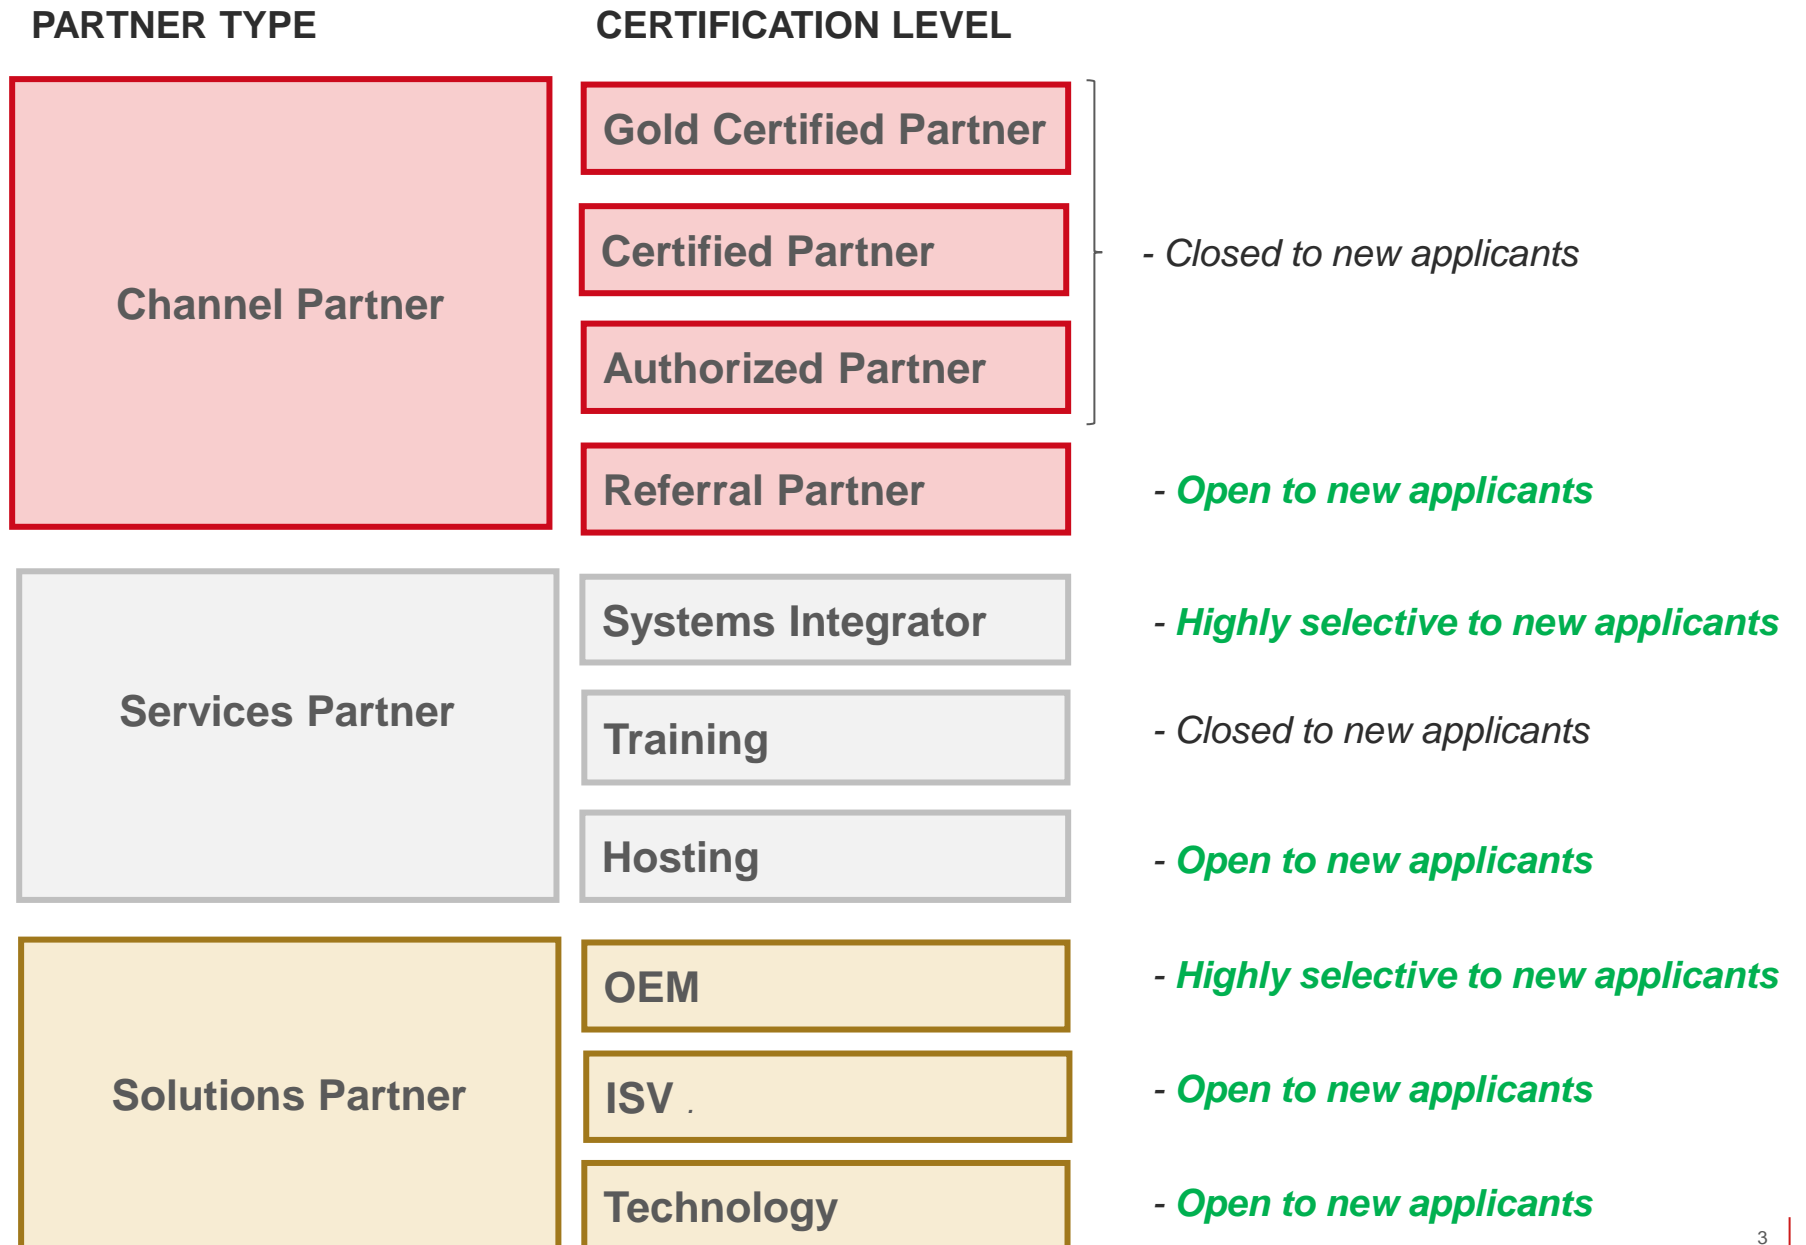 PARTNER TYPE
CERTIFICATION LEVEL
Channel Partner
Gold Certified Partner
Certified Partner
Authorized Partner
- Closed to new applicants
Referral Partner
- Open to new applicants
Services Partner
Systems Integrator
- Highly selective to new applicants
Training
- Closed to new applicants
Hosting
- Open to new applicants
Solutions Partner
OEM
- Highly selective to new applicants
ISV .
- Open to new applicants
Technology
- Open to new applicants
3